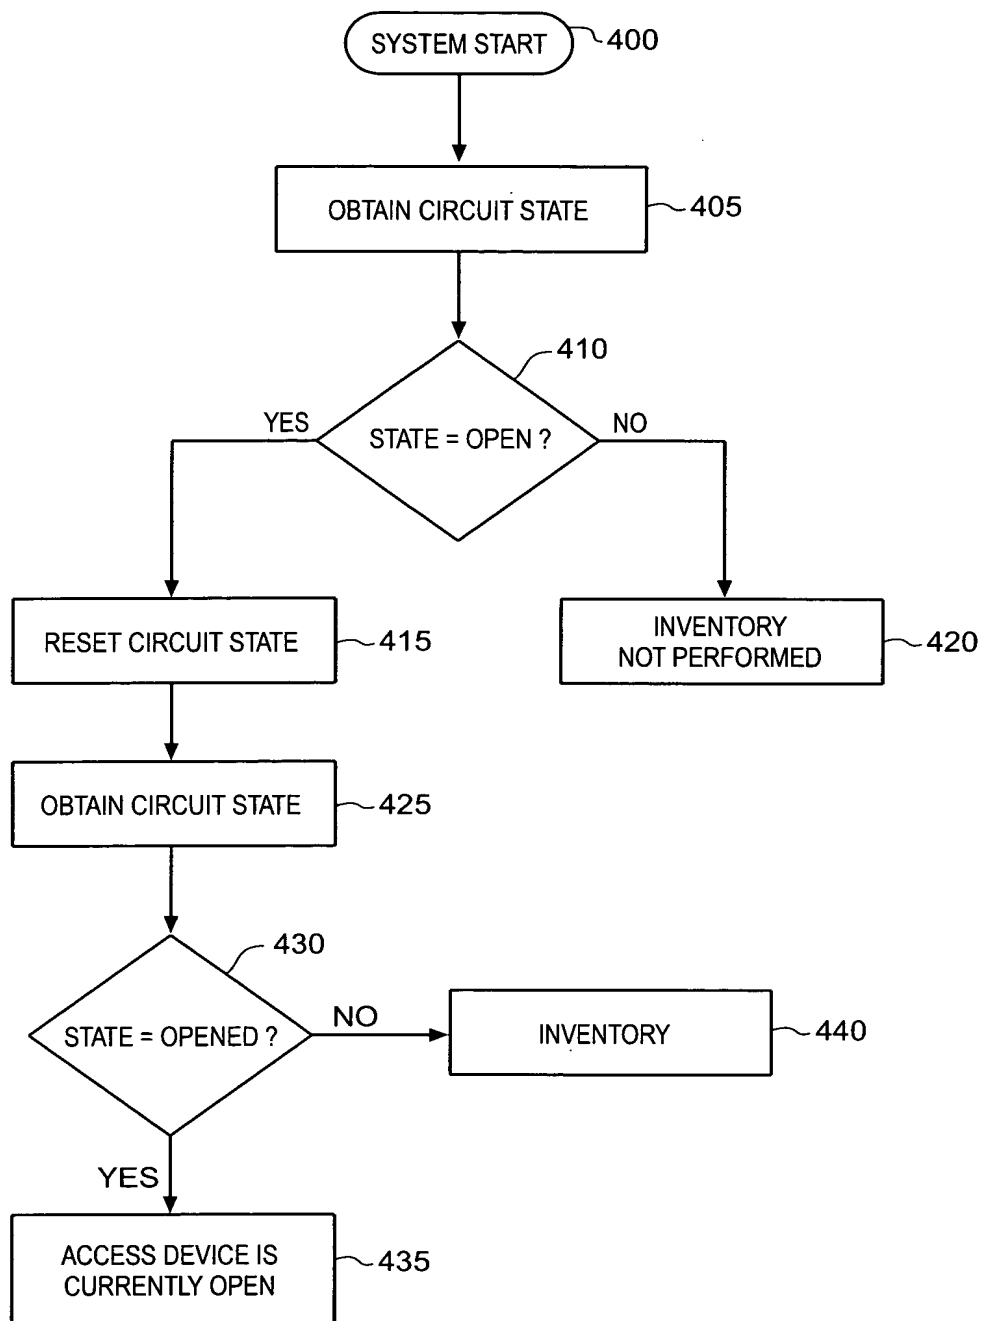 SYSTEM START
400
OBTAIN CIRCUIT STATE
405
410
YES
STATE = OPEN ?
NO
RESET CIRCUIT STATE
415
INVENTORY
NOT PERFORMED
420
OBTAIN CIRCUIT STATE
425
430
STATE = OPENED ?
NO
INVENTORY
440
YES
ACCESS DEVICE IS
CURRENTLY OPEN
435